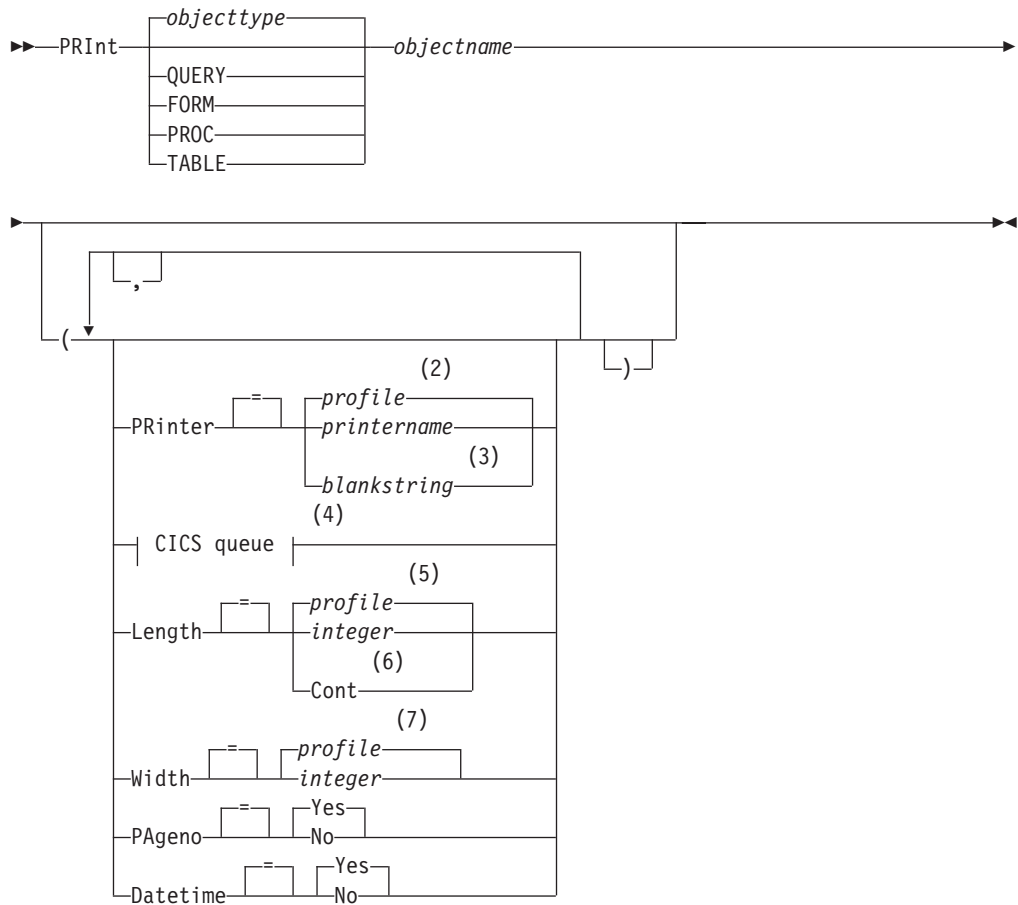 objecttype
PRInt objectname
QUERY
FORM
PROC
TABLE
,
(
)
(2)
= profile
PRinter printername
(3)
blankstring
(4)
CICS queue
(5)
= profile
Length integer
(6)
Cont
(7)
= profile
Width integer
= Yes
PAgeno No
= Yes
Datetime No